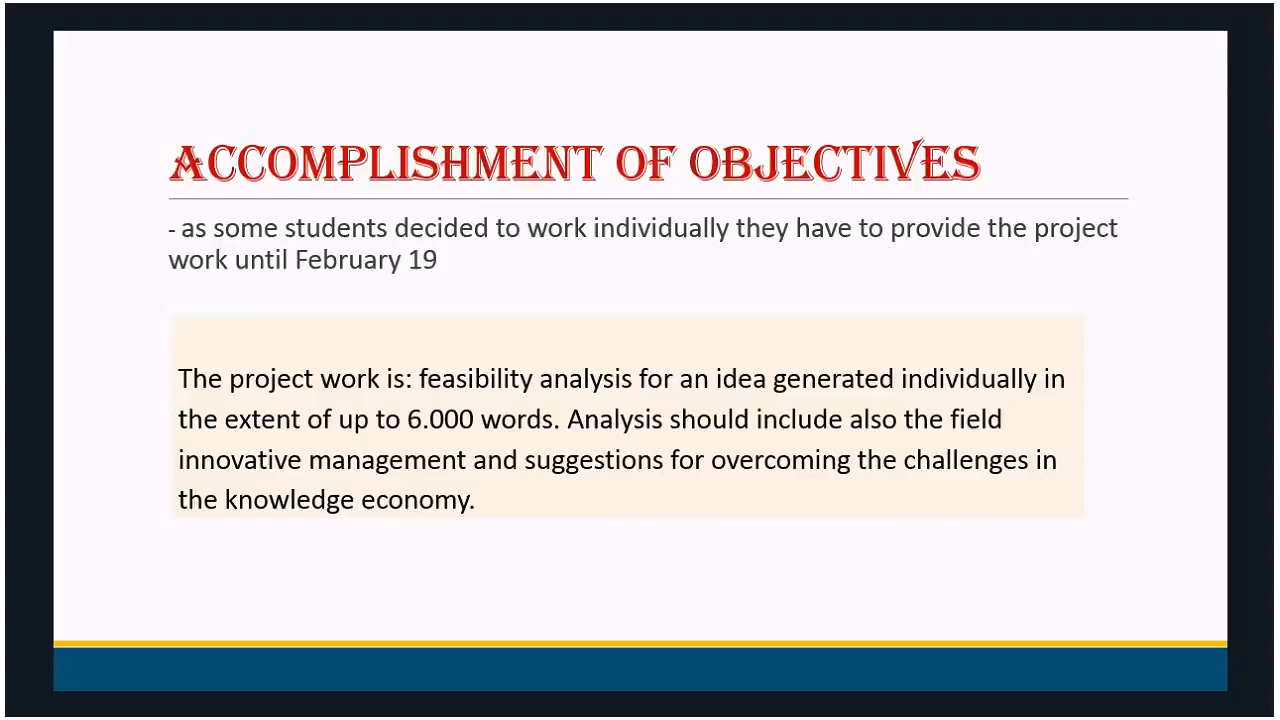 ACCOMPLISHMENT OF OBJECTIVES
- as some students decided to work individually they have to provide the project
work until February 19
The project work is: feasibility analysis for an idea generated individually in
the extent of up to 6.000 words. Analysis should include also the field
innovative management and suggestions for overcoming the challenges in
the knowledge economy.